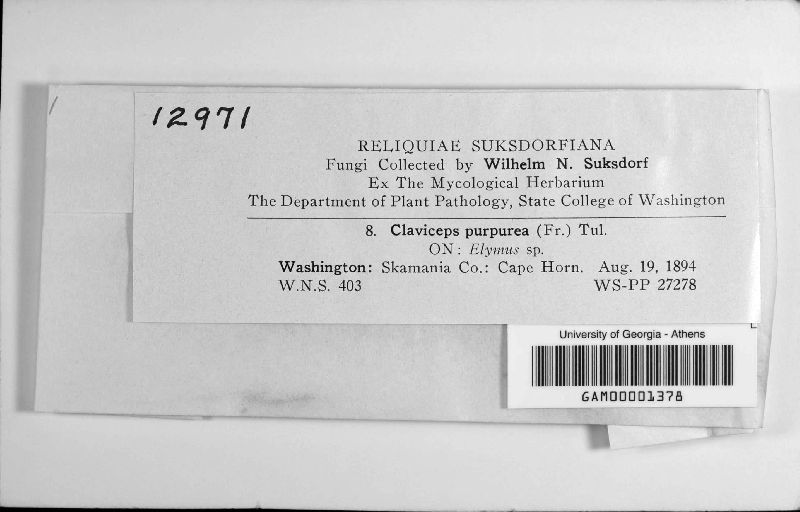 12971
RELIQUIAE SUKSDORFIANA
Fungi Collected by Wilhelm N. Suksdorf
Ex The Mycological Herbarium
The Department of Plant Pathology, State College of Washington
8. Claviceps purpurea (Fr.) Tul.
ON: Elymus sp.
Washington: Skamania Co.: Cape Horn. Aug. 19, 1894
W.N.S. 403 WS-PP 27278
University of Georgia - Athens
GAM00001378